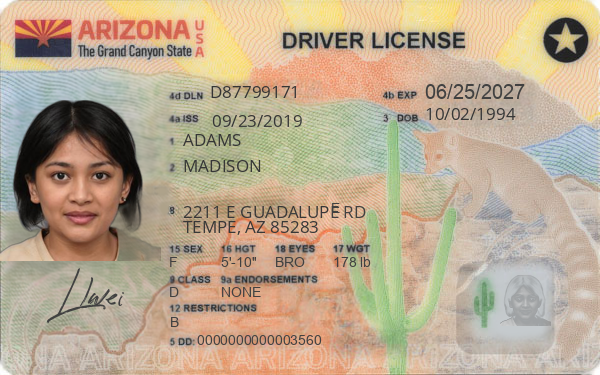 ARIZONA USA
The Grand Canyon State
DRIVER LICENSE
4d DLN D87799171
4b EXP 06/25/2027
4a ISS 09/23/2019
3 DOB 10/02/1994
1 ADAMS
2 MADISON
8 2211 E GUADALUPE RD
TEMPE, AZ 85283
15 SEX 16 HGT 18 EYES 17 WGT
F 5'-10" BRO 178 lb
9 CLASS 9a ENDORSEMENTS
D NONE
12 RESTRICTIONS
B
5 DD: 0000000000003560
ARIZONA ARIZONA ARIZONA ARIZONA